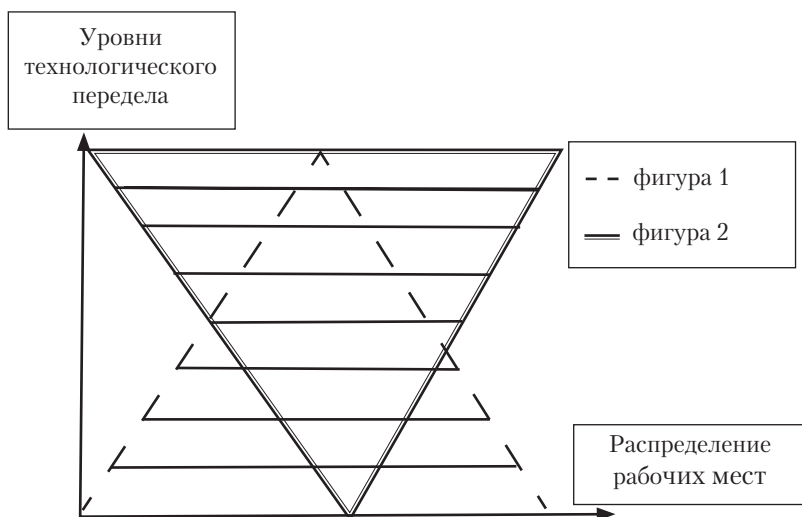 Уровни
технологического
передела
фигура 1
фигура 2
Распределение
рабочих мест